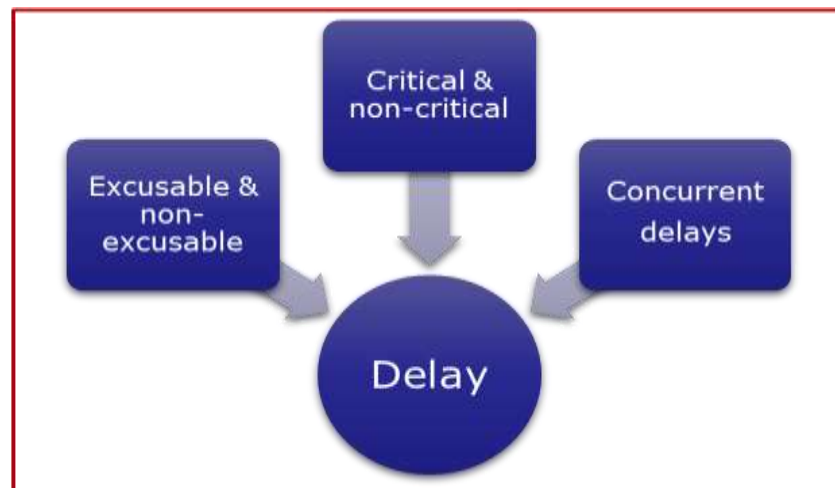 Critical &
non-critical
Excusable &
non-
excusable
Concurrent
delays
Delay